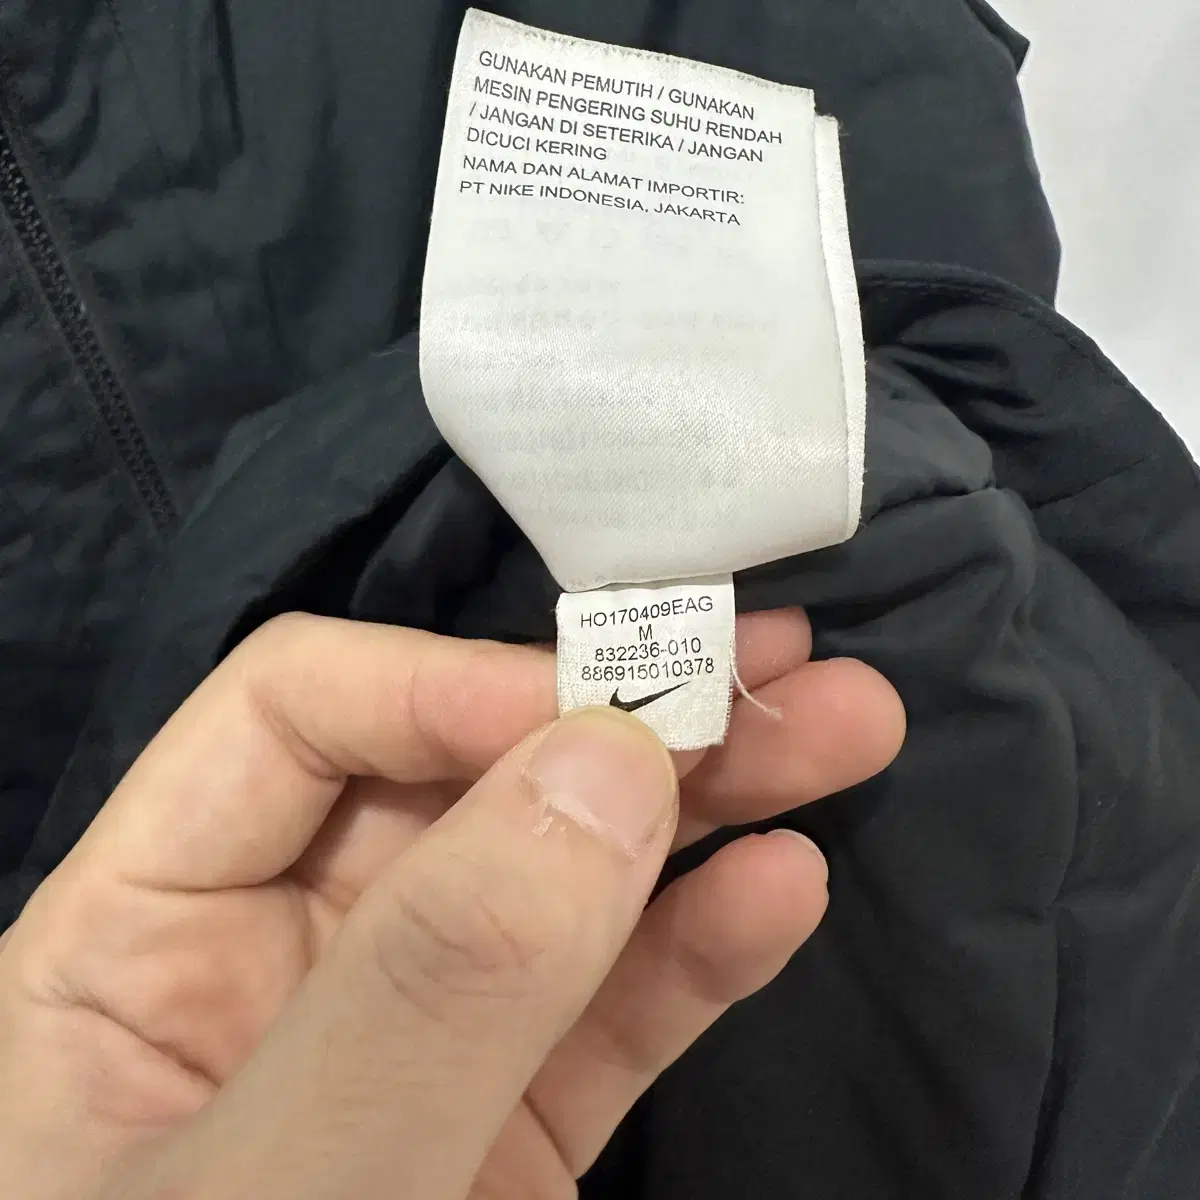 GUNAKAN PEMUTIH / GUNAKAN
MESIN PENGERING SUHU RENDAH
/ JANGAN DI SETERIKA / JANGAN
DICUCI KERING
NAMA DAN ALAMAT IMPORTIR:
PT NIKE INDONESIA, JAKARTA
HO170409EAG
M
832236-010
886915010378